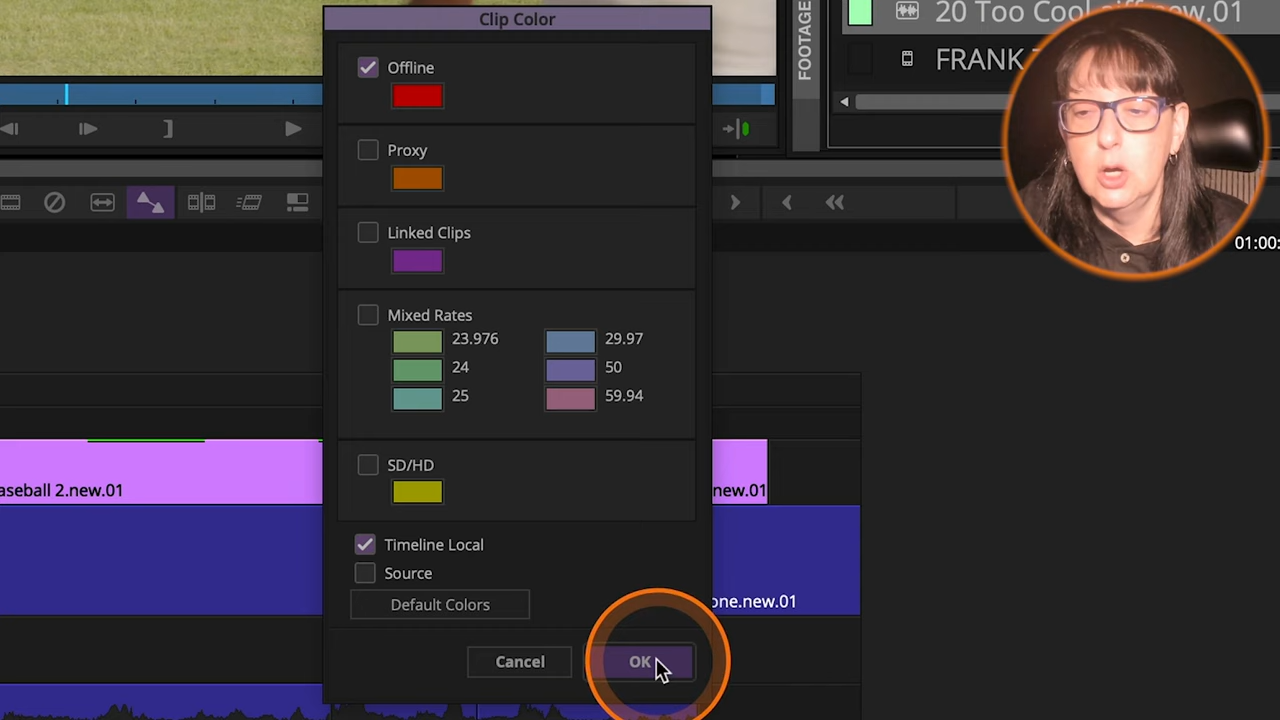 Clip Color
Offline
Proxy
Linked Clips
Mixed Rates
23.976
29.97
24
50
25
59.94
SD/HD
Timeline Local
Source
Default Colors
Cancel
OK
FOOTAGE
20 Too Cool.aiff.new.01
FRANK
01:00:
aseball 2.new.01
new.01
one.new.01